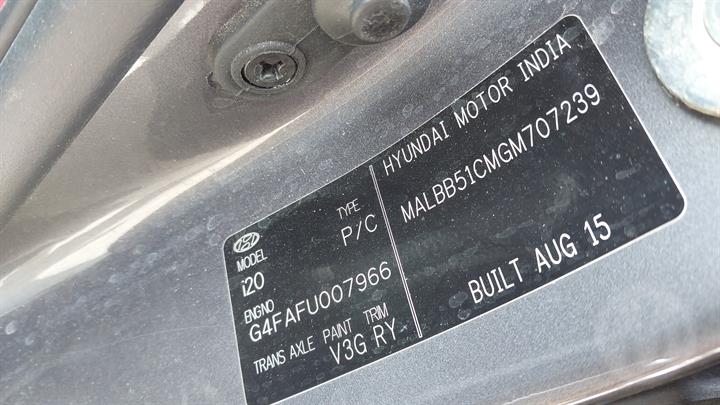 HYUNDAI MOTOR INDIA
MALBB51CMGM707239
BUILT AUG 15
MODEL TYPE
i20 P/C
ENGNO
G4FAFU007966
TRANS AXLE PAINT TRIM
V3G RY